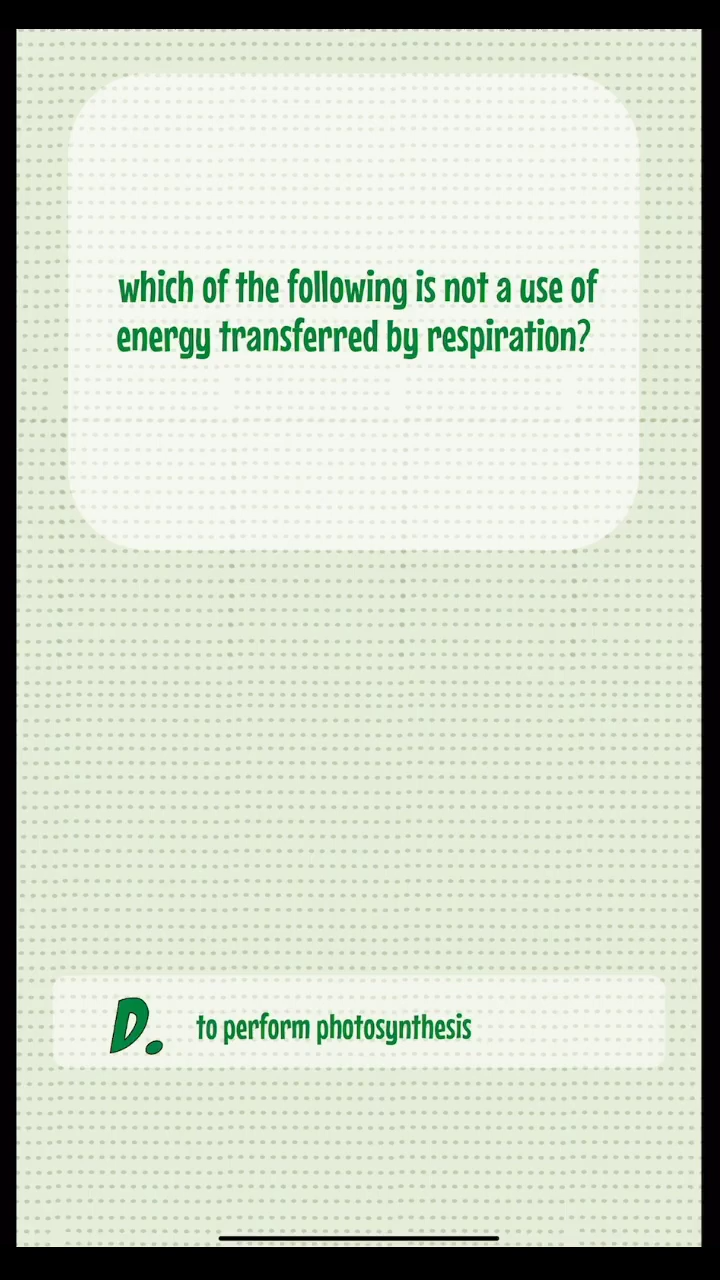 which of the following is not a use of
energy transferred by respiration?
D. to perform photosynthesis